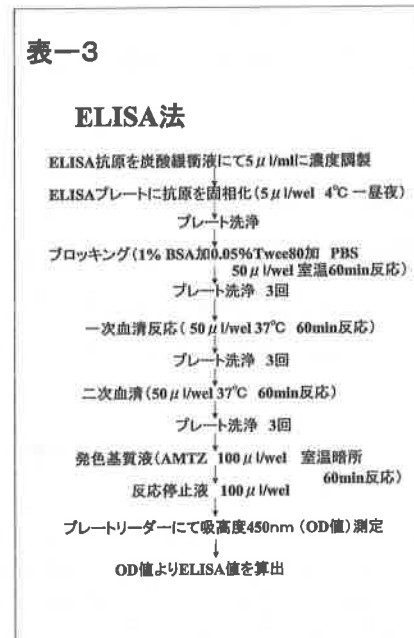 表ー3
ELISA法
ELISA抗原を炭酸緩衝液にて5μl/mlに濃度調製
ELISAプレートに抗原を固相化(5μl/wel 4℃ 一昼夜)
プレート洗浄
ブロッキング(1% BSA加0.05%Twee80加 PBS
50μl/wel 室温60min反応)
プレート洗浄 3回
一次血清反応( 50μl/wel 37℃ 60min反応)
プレート洗浄 3回
二次血清(50μl/wel 37℃ 60min反応)
プレート洗浄 3回
発色基質液(AMTZ 100μl/wel 室温暗所
60min反応)
反応停止液 100μl/wel
プレートリーダーにて吸高度450nm (OD値)測定
OD値よりELISA値を算出